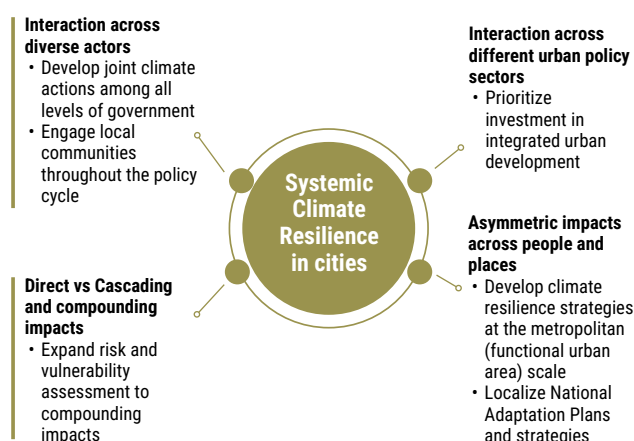 Interaction across
diverse actors
• Develop joint climate
actions among all
levels of government
• Engage local
communities
throughout the policy
cycle
Interaction across
different urban policy
sectors
• Prioritize
investment in
integrated urban
development
Systemic
Climate
Resilience
in cities
Direct vs Cascading
and compounding
impacts
• Expand risk and
vulnerability
assessment to
compounding
impacts
Asymmetric impacts
across people and
places
• Develop climate
resilience strategies
at the metropolitan
(functional urban
area) scale
• Localize National
Adaptation Plans
and strategies